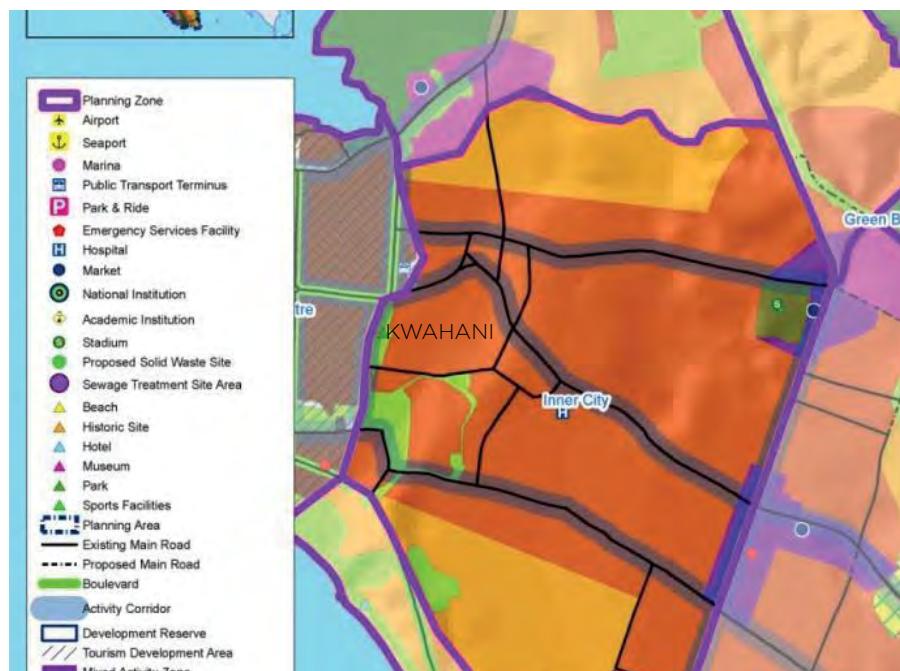 Planning Zone
Airport
Seaport
Marina
Public Transport Terminus
P Park & Ride
Emergency Services Facility
H Hospital
Market
National Institution
Academic Institution
S Stadium
Proposed Solid Waste Site
Sewage Treatment Site Area
Beach
Historic Site
Hotel
Museum
Park
Sports Facilities
Planning Area
Existing Main Road
Proposed Main Road
Boulevard
Activity Corridor
Development Reserve
Tourism Development Area
Mixed Activity Zone
Green B
S
tre
KWAHANI
Inner City
H